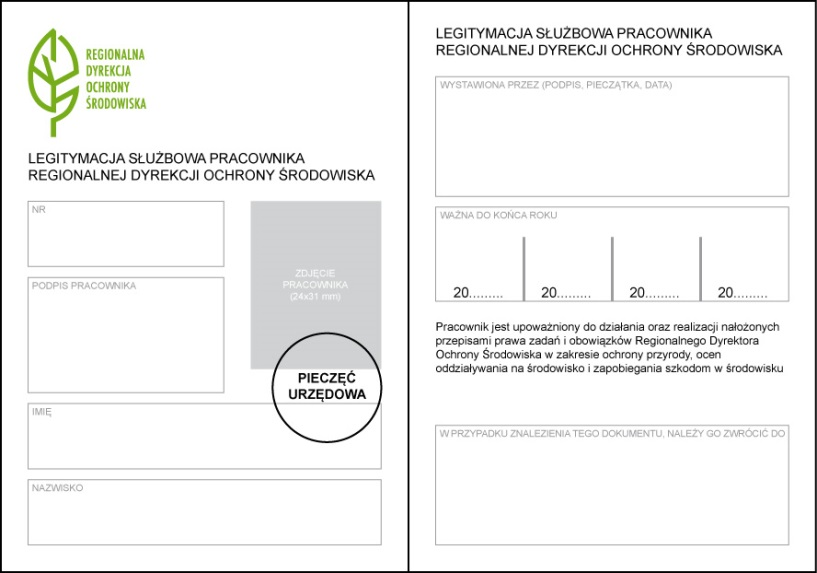 REGIONALNA
DYREKCJA
OCHRONY
ŚRODOWISKA
LEGITYMACJA SŁUŻBOWA PRACOWNIKA
REGIONALNEJ DYREKCJI OCHRONY ŚRODOWISKA
NR
PODPIS PRACOWNIKA
ZDJĘCIE
PRACOWNIKA
(24x31 mm)
PIECZĘĆ
URZĘDOWA
IMIĘ
NAZWISKO
LEGITYMACJA SŁUŻBOWA PRACOWNIKA
REGIONALNEJ DYREKCJI OCHRONY ŚRODOWISKA
WYSTAWIONA PRZEZ (PODPIS, PIECZĄTKA, DATA)
WAŻNA DO KOŃCA ROKU
20......... 20......... 20......... 20.........
Pracownik jest upoważniony do działania oraz realizacji nałożonych
przepisami prawa zadań i obowiązków Regionalnego Dyrektora
Ochrony Środowiska w zakresie ochrony przyrody, ocen
oddziaływania na środowisko i zapobiegania szkodom w środowisku
W PRZYPADKU ZNALEZIENIA TEGO DOKUMENTU, NALEŻY GO ZWRÓCIĆ DO